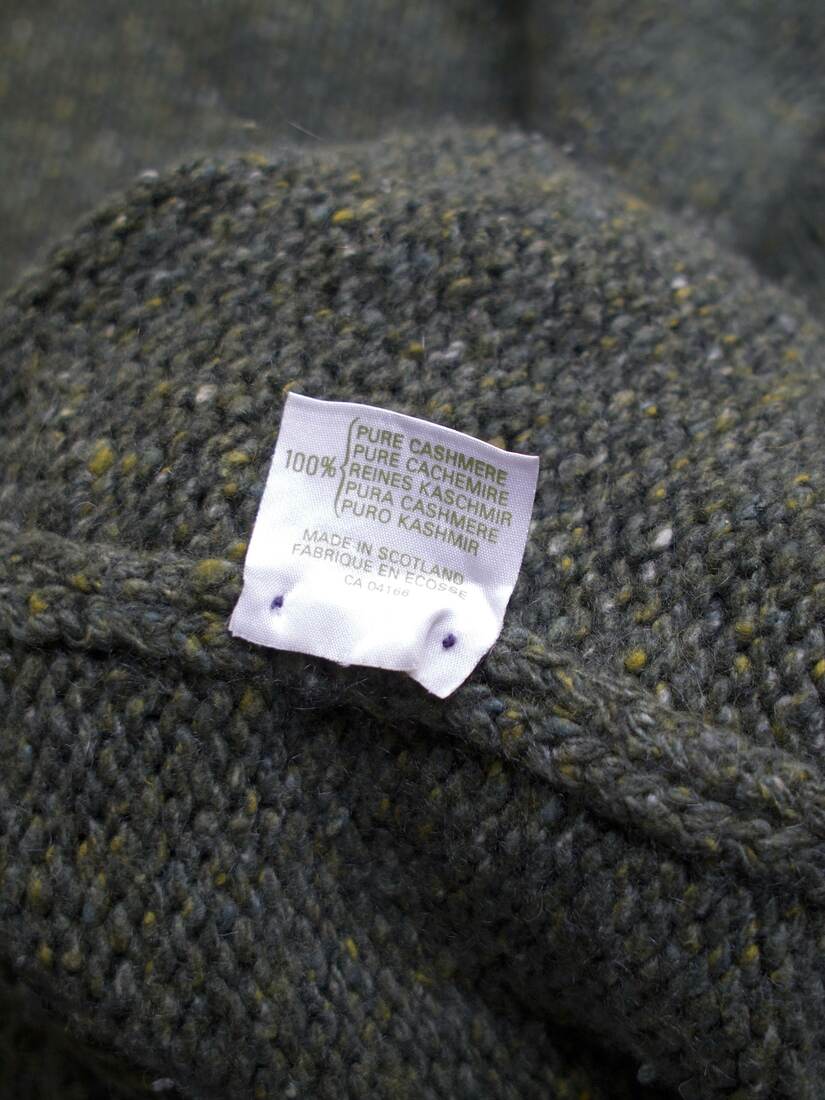 100%
PURE CASHMERE
PURE CACHEMIRE
REINES KASCHMIR
PURA CASHMERE
PURO KASHMIR
MADE IN SCOTLAND
FABRIQUE EN ECOSSE
CA 04166